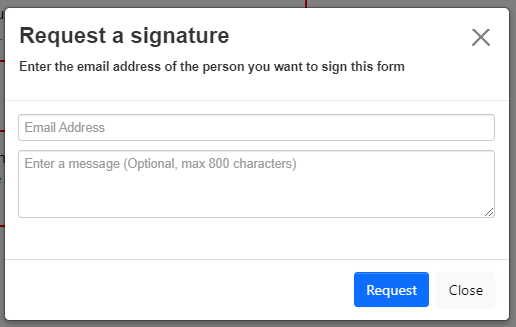 Request a signature
Enter the email address of the person you want to sign this form
Email Address
Enter a message (Optional, max 800 characters)
Request
Close